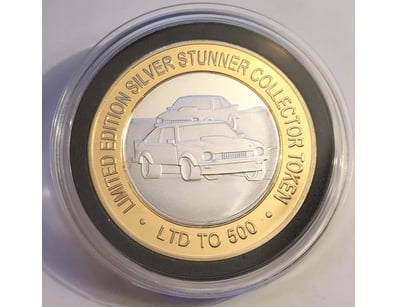 LIMITED EDITION SILVER STUNNER COLLECTOR TOKEN
• LTD TO 500 •